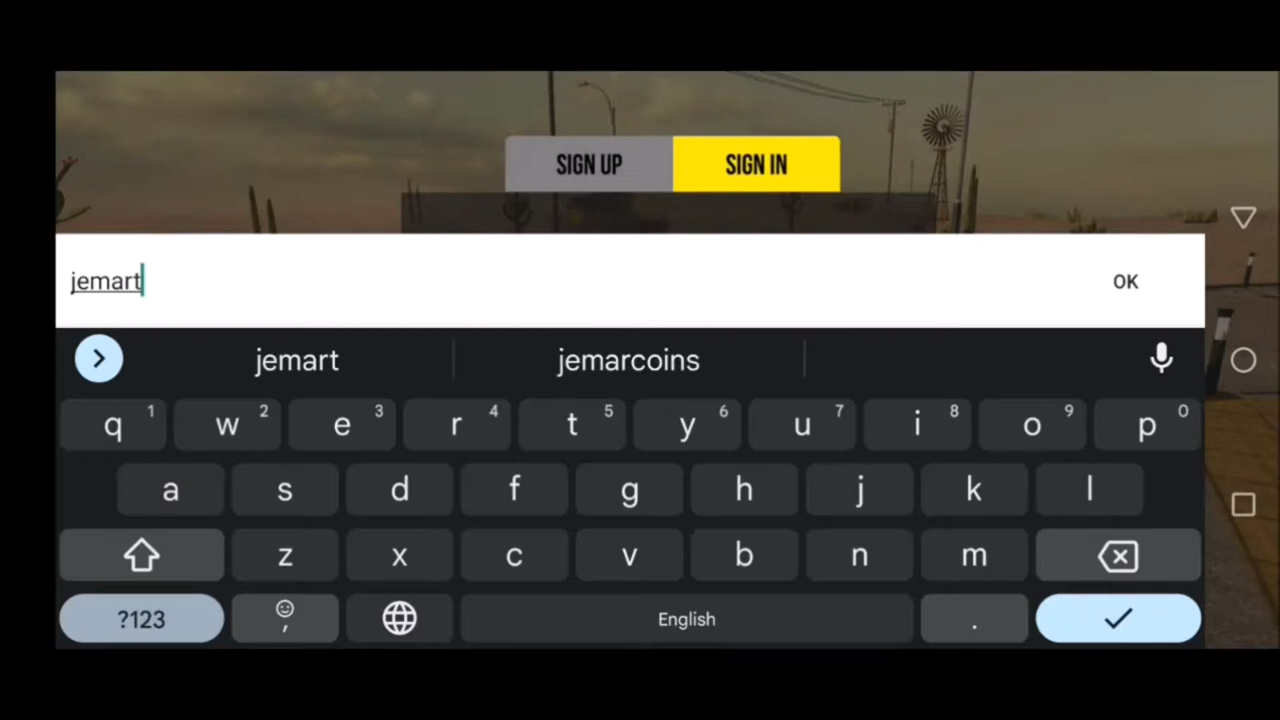 SIGN UP SIGN IN
jemart OK
jemart jemarcoins
q 1 w 2 e 3 r 4 t 5 y 6 u 7 i 8 o 9 p 0
a s d f g h j k l
z x c v b n m
?123 , English .